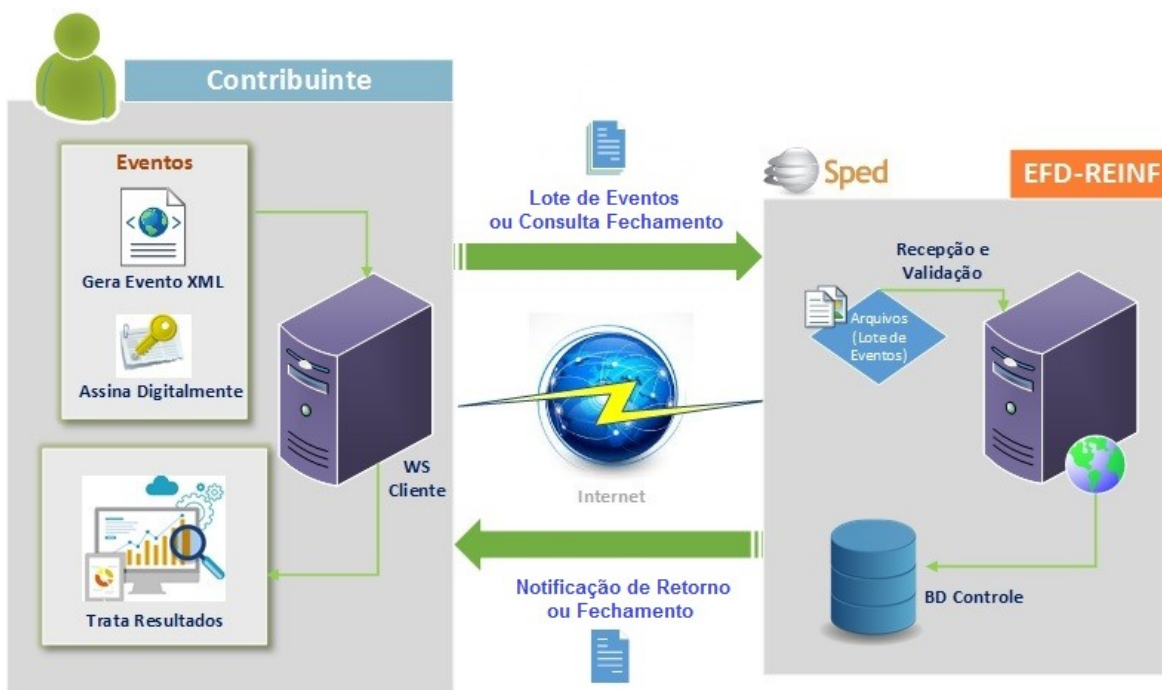 Contribuinte
Eventos
Gera Evento XML
Assina Digitalmente
WS
Cliente
Trata Resultados
Lote de Eventos
ou Consulta Fechamento
Internet
Notificação de Retorno
ou Fechamento
Sped
EFD-REINF
Recepção e
Validação
Arquivos
(Lote de
Eventos)
BD Controle